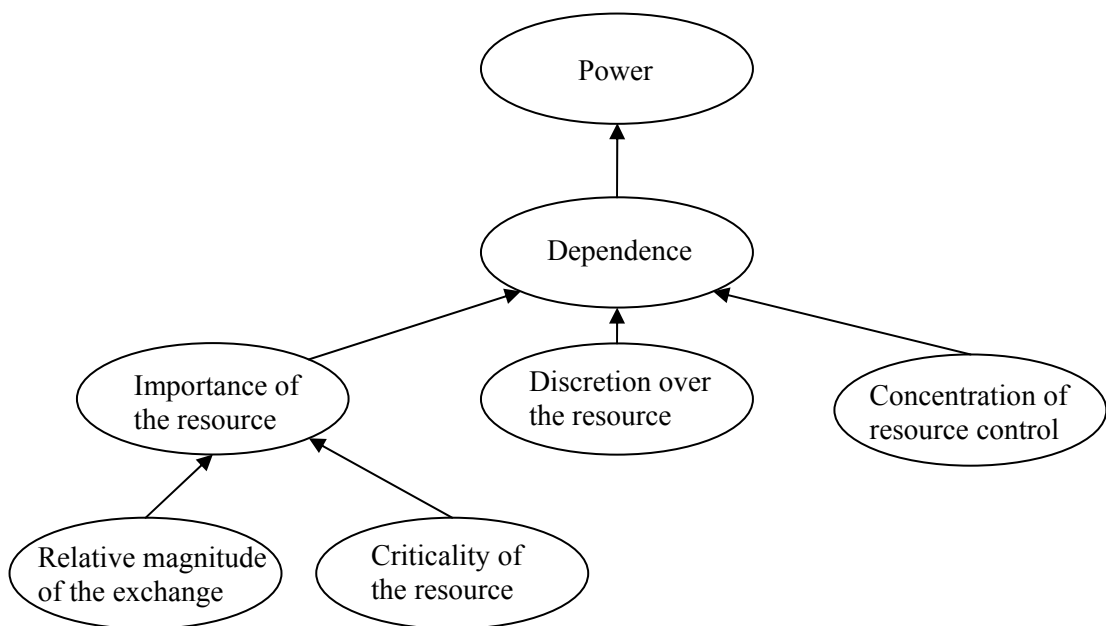 Power
Dependence
Importance of
the resource
Discretion over
the resource
Concentration of
resource control
Relative magnitude
of the exchange
Criticality of
the resource